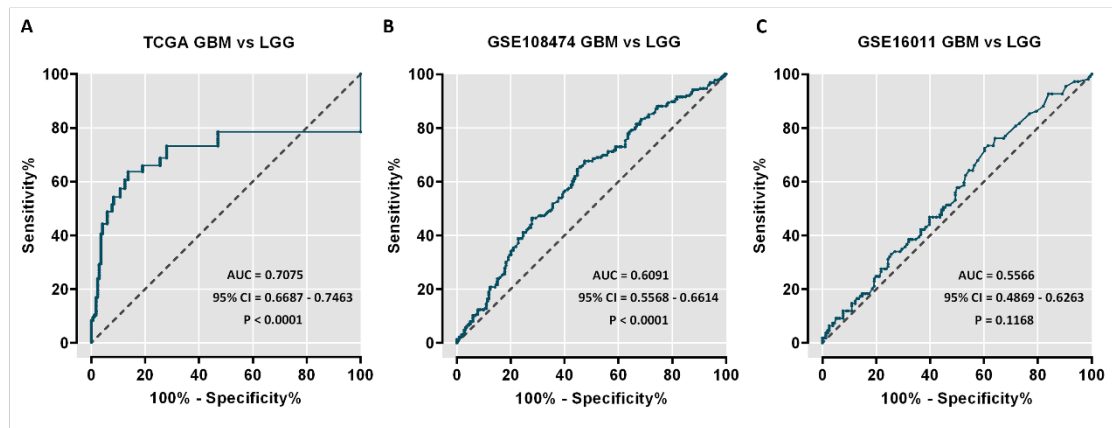 A
TCGA GBM vs LGG
100
80
60
40
20
0
Sensitivity%
AUC = 0.7075
95% CI = 0.6687 - 0.7463
P < 0.0001
0 20 40 60 80 100
100% - Specificity%
B
GSE108474 GBM vs LGG
100
80
60
40
20
0
Sensitivity%
AUC = 0.6091
95% CI = 0.5568 - 0.6614
P < 0.0001
0 20 40 60 80 100
100% - Specificity%
C
GSE16011 GBM vs LGG
100
80
60
40
20
0
Sensitivity%
AUC = 0.5566
95% CI = 0.4869 - 0.6263
P = 0.1168
0 20 40 60 80 100
100% - Specificity%